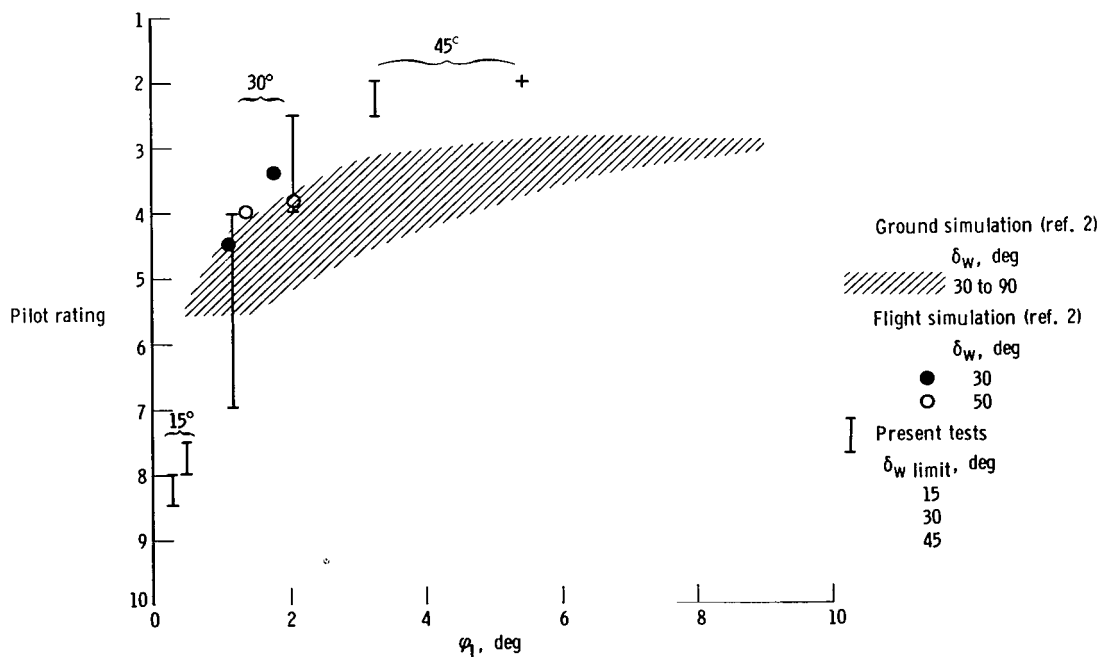 1
45c
2
30°
3
4
5
Pilot rating
6
7
15°
8
9
10
0
2
4
6
8
10
φ1, deg
Ground simulation (ref. 2)
δw, deg
30 to 90
Flight simulation (ref. 2)
δw, deg
30
50
Present tests
δw limit, deg
15
30
45